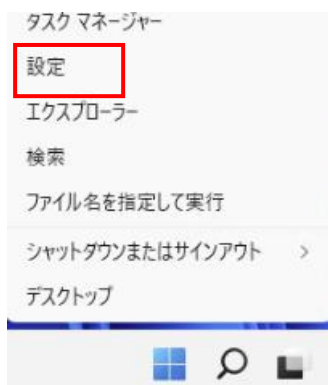 タスク マネージャー
設定
エクスプローラー
検索
ファイル名を指定して実行
シャットダウンまたはサインアウト
デスクトップ